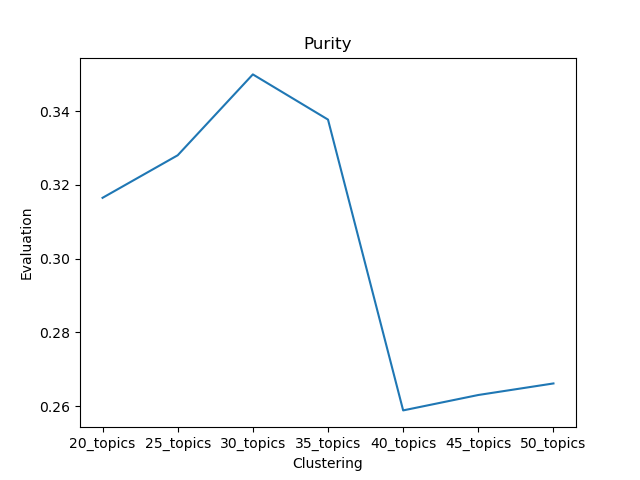 Purity
Evaluation
0.34
0.32
0.30
0.28
0.26
20_topics 25_topics 30_topics 35_topics 40_topics 45_topics 50_topics
Clustering